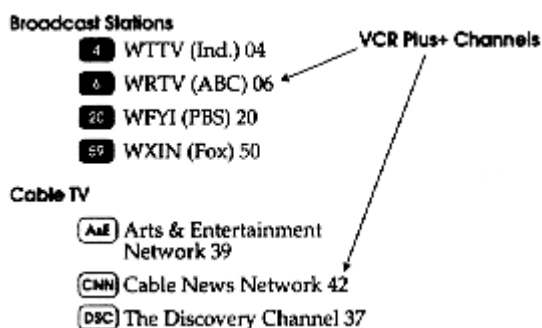 Broadcast Stations
VCR Plus+ Channels
4 WTTV (Ind.) 04
6 WRTV (ABC) 06
20 WFYI (PBS) 20
59 WXIN (Fox) 50
Cable TV
A&E Arts & Entertainment
Network 39
CNN Cable News Network 42
DSC The Discovery Channel 37